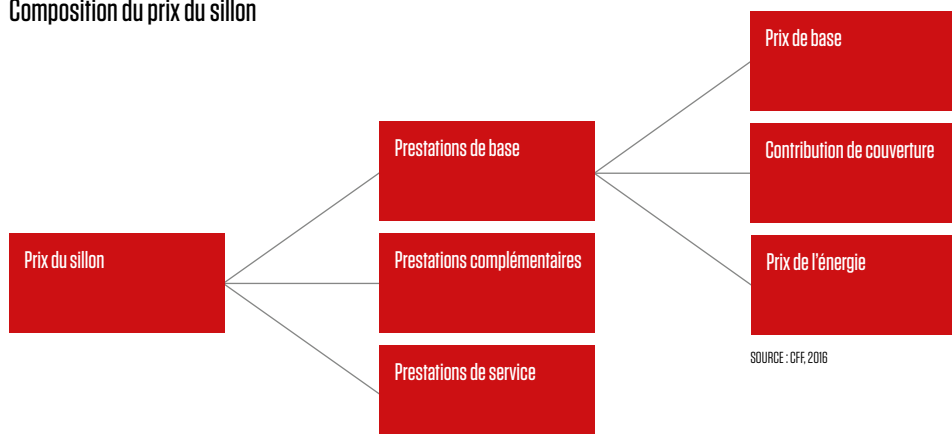 Composition du prix du sillon
Prix du sillon
Prestations de base
Prestations complémentaires
Prestations de service
Prix de base
Contribution de couverture
Prix de l'énergie
SOURCE : CFF, 2016